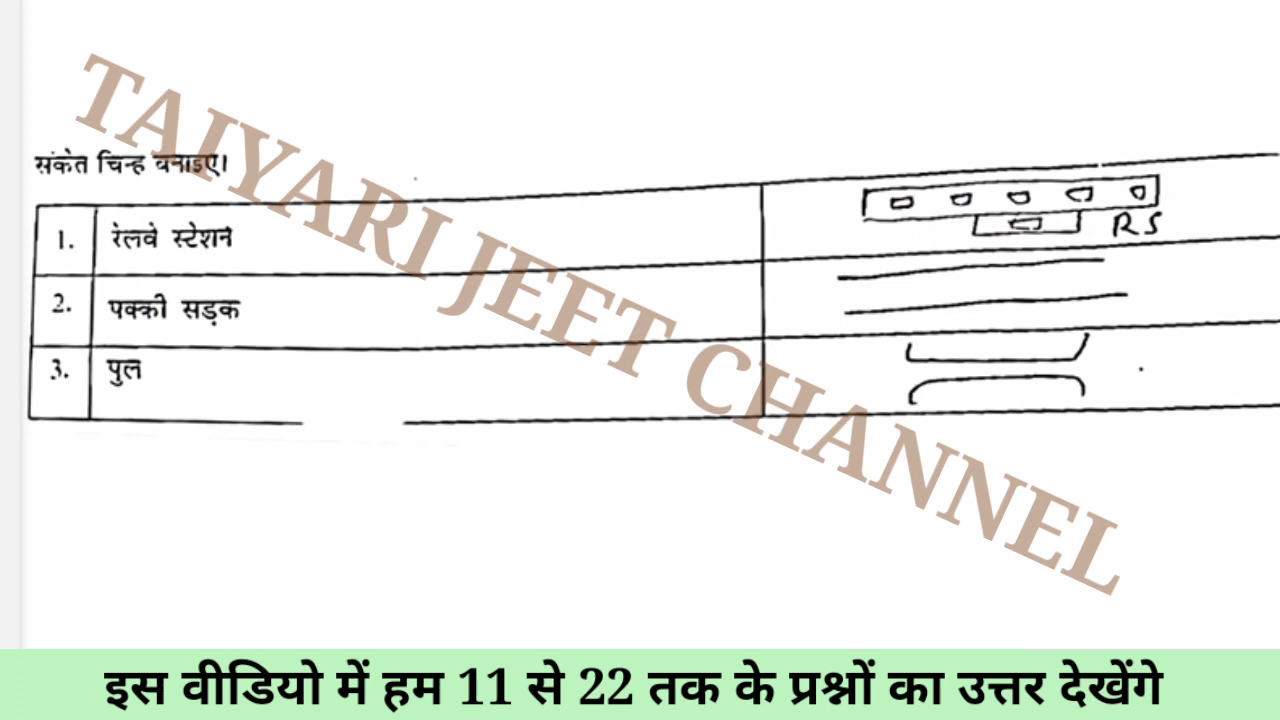 संकेत चिन्ह बनाइए।
1. रेलवे स्टेशन
RS
2. पक्की सड़क
3. पुल
TAIYARI JEET CHANNEL
इस वीडियो में हम 11 से 22 तक के प्रश्नों का उत्तर देखेंगे